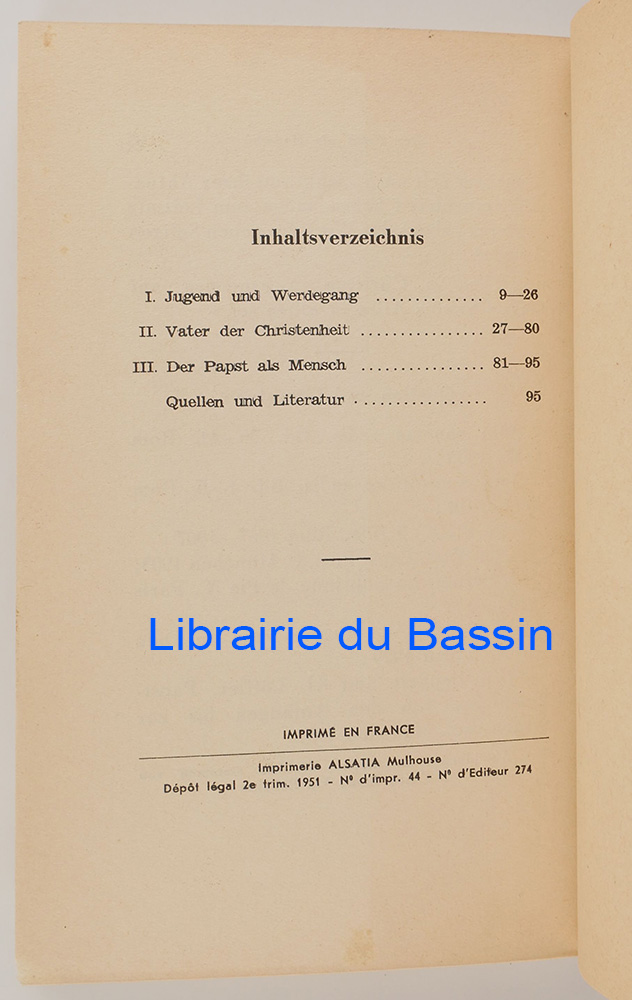 Inhaltsverzeichnis
I. Jugend und Werdegang .............. 9—26
II. Vater der Christenheit ................ 27—80
III. Der Papst als Mensch ................ 81—95
Quellen und Literatur ................. 95
Librairie du Bassin
IMPRIMÉ EN FRANCE
Imprimerie ALSATIA Mulhouse
Dépôt légal 2e trim. 1951 - Nº d'impr. 44 - Nº d'Editeur 274